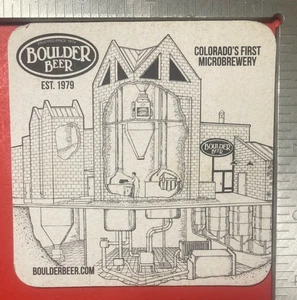 BOULDER
BEER
EST. 1979
COLORADO'S FIRST
MICROBREWERY
BOULDER
BEER
BOULDERBEER.COM